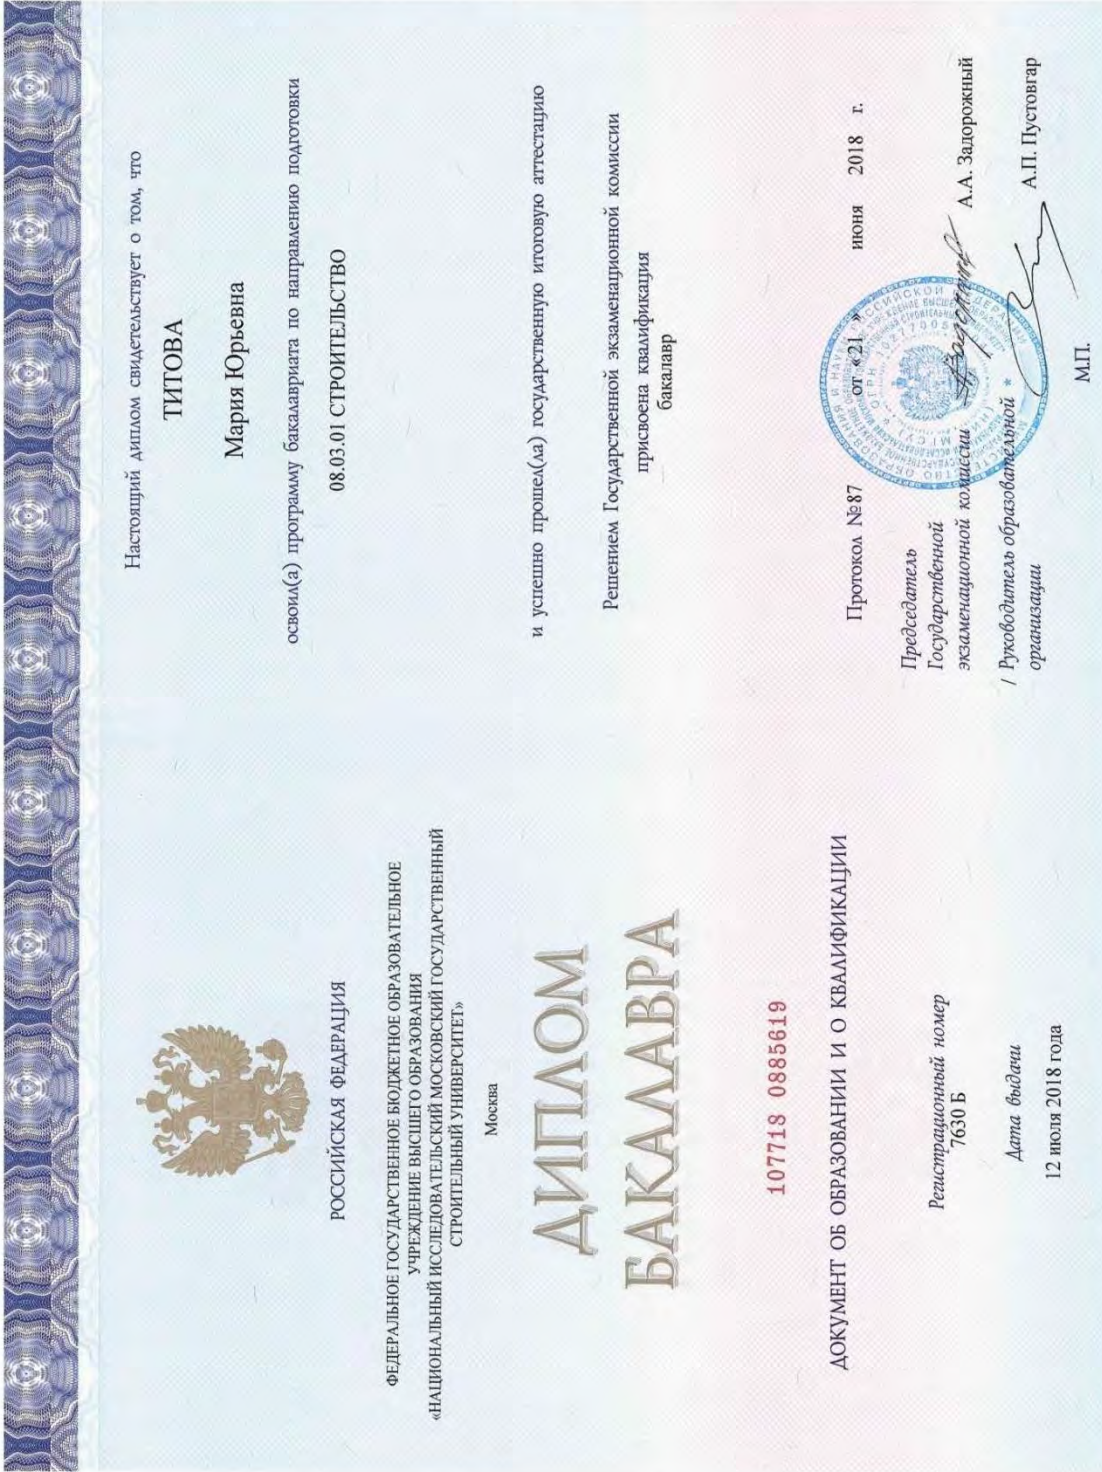 РОССИЙСКАЯ ФЕДЕРАЦИЯ
ФЕДЕРАЛЬНОЕ ГОСУДАРСТВЕННОЕ БЮДЖЕТНОЕ ОБРАЗОВАТЕЛЬНОЕ
УЧРЕЖДЕНИЕ ВЫСШЕГО ОБРАЗОВАНИЯ
«НАЦИОНАЛЬНЫЙ ИССЛЕДОВАТЕЛЬСКИЙ МОСКОВСКИЙ ГОСУДАРСТВЕННЫЙ
СТРОИТЕЛЬНЫЙ УНИВЕРСИТЕТ»
Москва
ДИПЛОМ
БАКАЛАВРА
107718 0885619
ДОКУМЕНТ ОБ ОБРАЗОВАНИИ И О КВАЛИФИКАЦИИ
Регистрационный номер
7630 Б
Дата выдачи
12 июля 2018 года
Настоящий диплом свидетельствует о том, что
ТИТОВА
Мария Юрьевна
освоил(а) программу бакалавриата по направлению подготовки
08.03.01 СТРОИТЕЛЬСТВО
и успешно прошел(ла) государственную итоговую аттестацию
Решением Государственной экзаменационной комиссии
присвоена квалификация
бакалавр
Протокол №87 от «21» июня 2018 г.
Председатель
Государственной
экзаменационной комиссии А.А. Задорожный
/ Руководитель образовательной А.П. Пустовгар
организации
М.П.